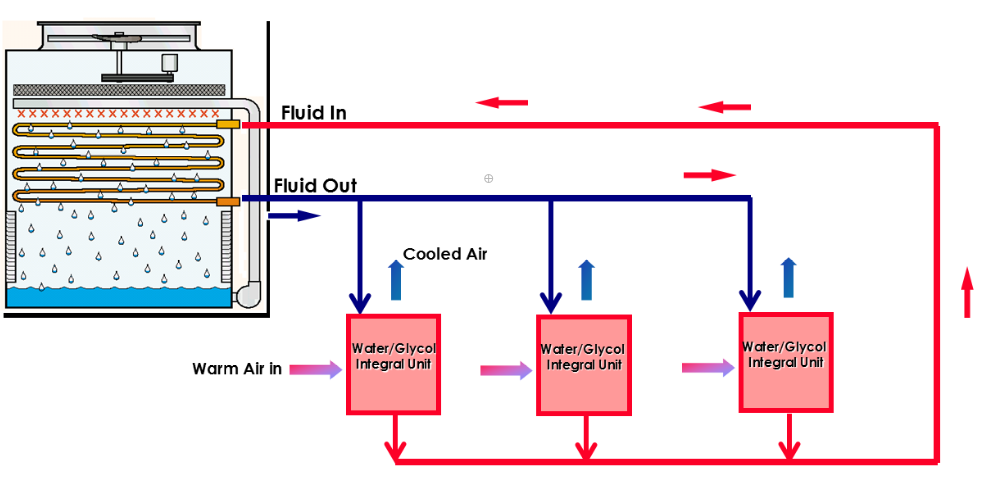 Fluid In
Fluid Out
Cooled Air
Warm Air in
Water/Glycol
Integral Unit
Water/Glycol
Integral Unit
Water/Glycol
Integral Unit